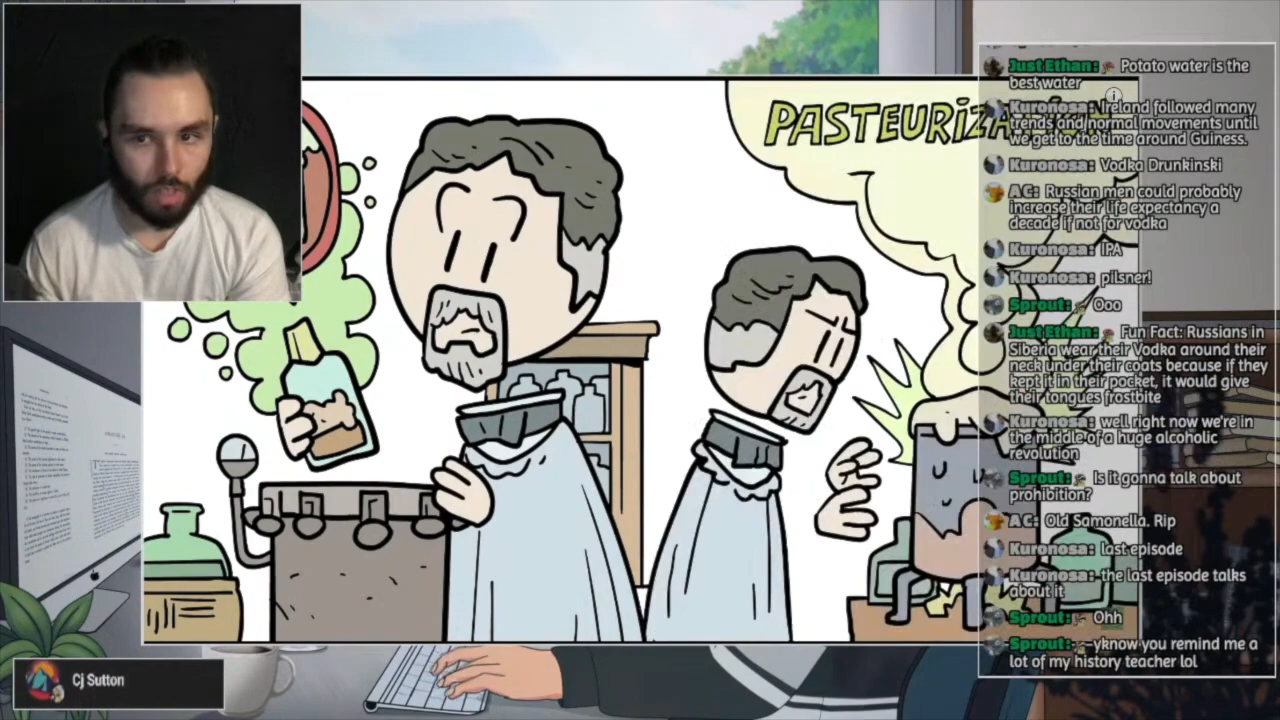 PASTEURIZATION
Just Ethan: Potato water is the
best water
Kuronosa: Ireland followed many
trends and normal movements until
we get to the time around Guiness.
Kuronosa: Vodka Drunkinski
A C: Russian men could probably
increase their life expectancy a
decade if not for vodka
Kuronosa: IPA
Kuronosa: pilsner!
Sprout: Ooo
Just Ethan: Fun Fact: Russians in
Siberia wear their Vodka around their
neck under their coats because if they
kept it in their pocket, it would give
their tongues frostbite
Kuronosa: well right now we're in
the middle of a huge alcoholic
revolution
Sprout: Is it gonna talk about
prohibition?
A C: Old Samonella. Rip
Kuronosa: last episode
Kuronosa: the last episode talks
about it
Sprout: Ohh
Sprout: yknow you remind me a
lot of my history teacher lol
Cj Sutton